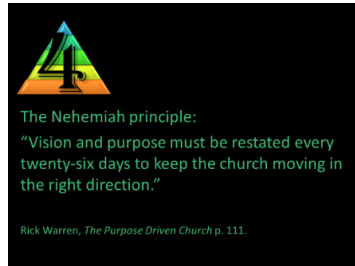 4
The Nehemiah principle:
“Vision and purpose must be restated every
twenty-six days to keep the church moving in
the right direction.”
Rick Warren, The Purpose Driven Church p. 111.